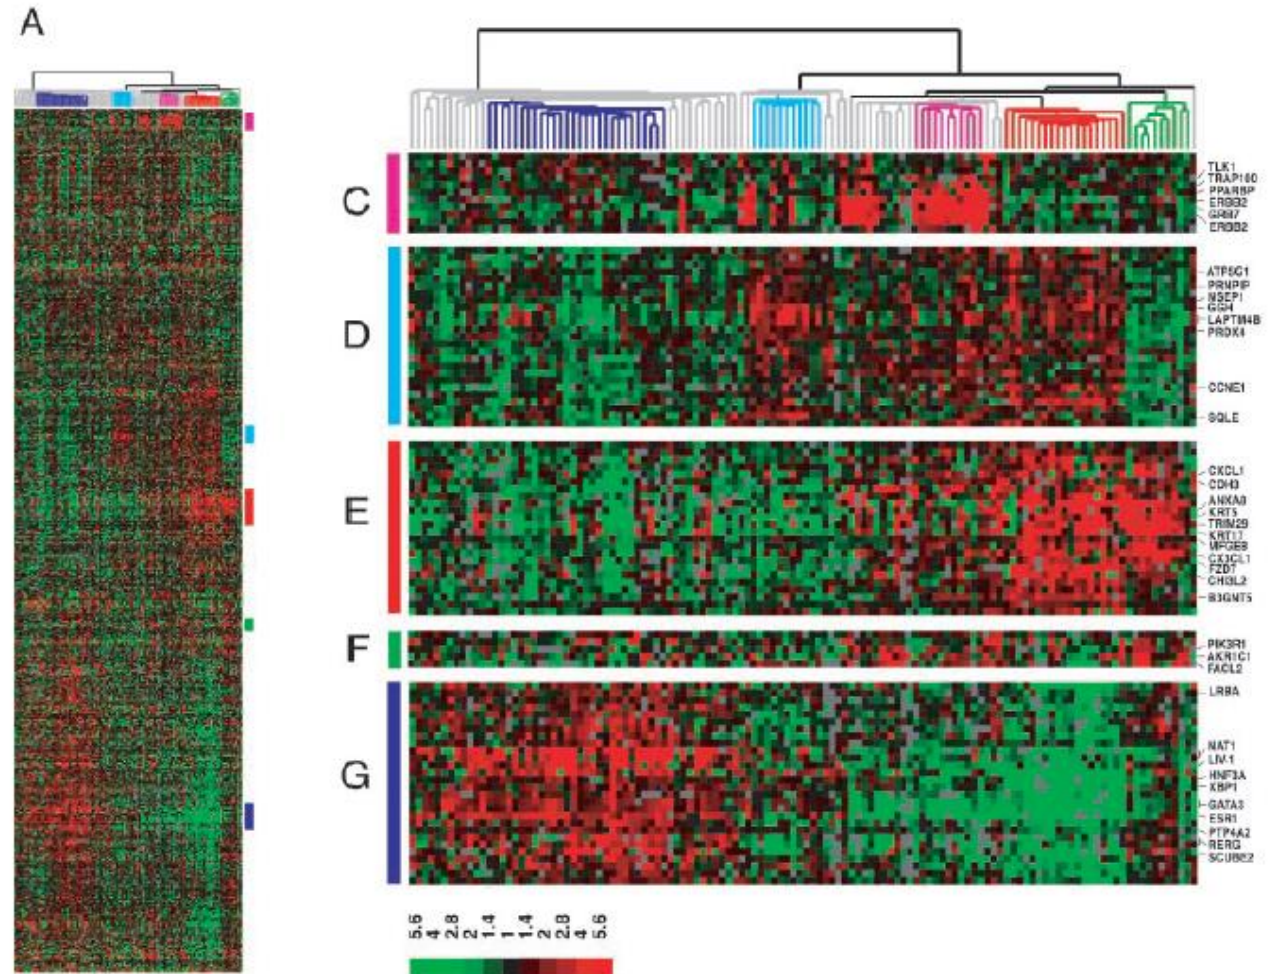 A
C
TLK1
TRAP100
PPARBP
ERBB2
GRB7
ERBB2
D
ATP5G1
PRNPIP
NSEP1
GGH
LAPTM4B
PRDX4
CCNE1
SQLE
E
CXCL1
CDH3
ANXA8
KRT5
TRIM29
KRT17
MFGE8
CX3CL1
FZD7
CHI3L2
B3GNT5
F
PIK3R1
AKR1C1
FACL2
G
LRBA
NAT1
LIV-1
HNF3A
XBP1
GATA3
ESR1
PTP4A2
RERG
SCUBE2
5.6 4 2.8 2 1.4 1 1.4 2 2.8 4 5.6